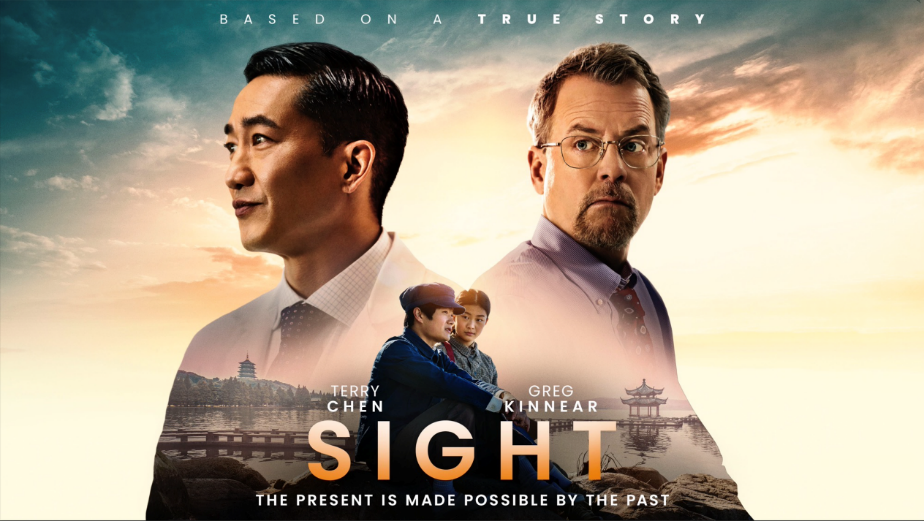 BASED ON A TRUE STORY
TERRY
CHEN
GREG
KINNEAR
SIGHT
THE PRESENT IS MADE POSSIBLE BY THE PAST